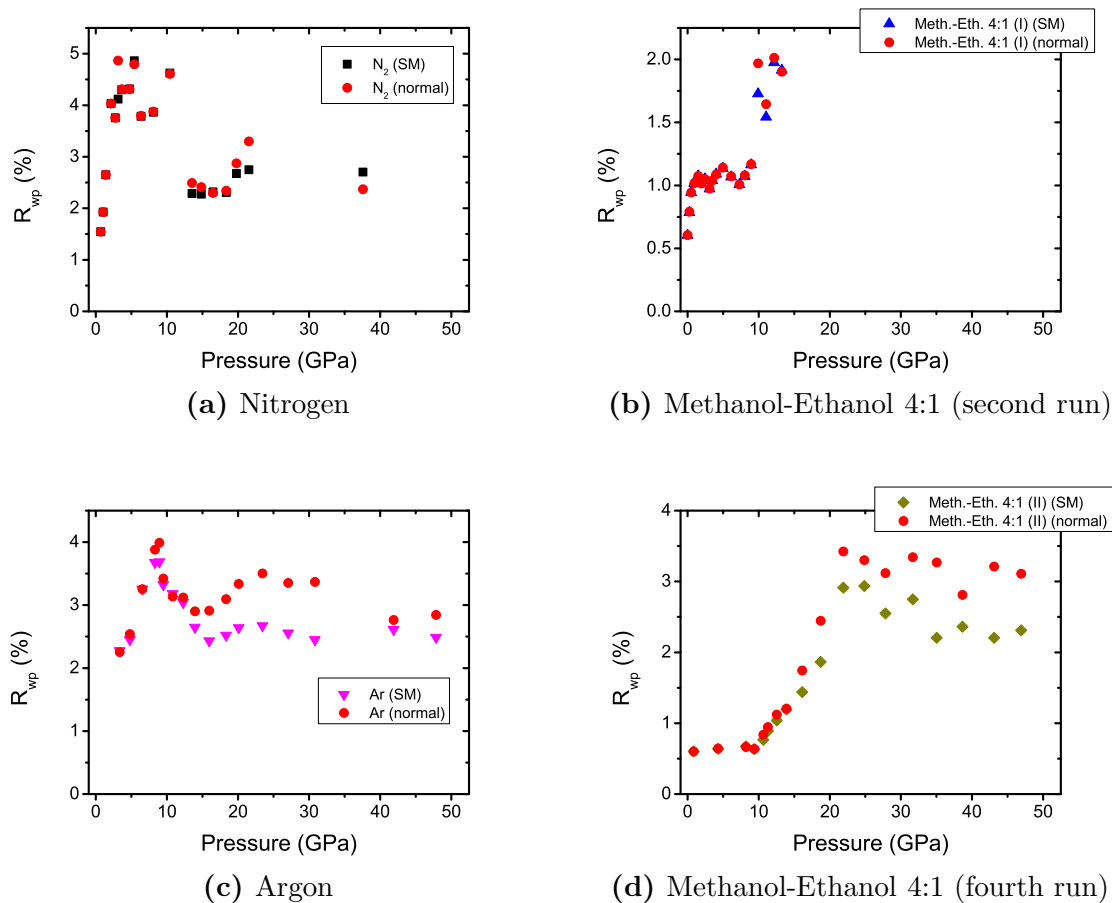 N₂ (SM)
N₂ (normal)
5
4
3
2
1
0
R_wp (%)
0 10 20 30 40 50
Pressure (GPa)
(a) Nitrogen
Meth.-Eth. 4:1 (I) (SM)
Meth.-Eth. 4:1 (I) (normal)
2.0
1.5
1.0
0.5
0.0
R_wp (%)
0 10 20 30 40 50
Pressure (GPa)
(b) Methanol-Ethanol 4:1 (second run)
5
4
3
2
1
0
R_wp (%)
Ar (SM)
Ar (normal)
0 10 20 30 40 50
Pressure (GPa)
(c) Argon
Meth.-Eth. 4:1 (II) (SM)
Meth.-Eth. 4:1 (II) (normal)
4
3
2
1
0
R_wp (%)
0 10 20 30 40 50
Pressure (GPa)
(d) Methanol-Ethanol 4:1 (fourth run)